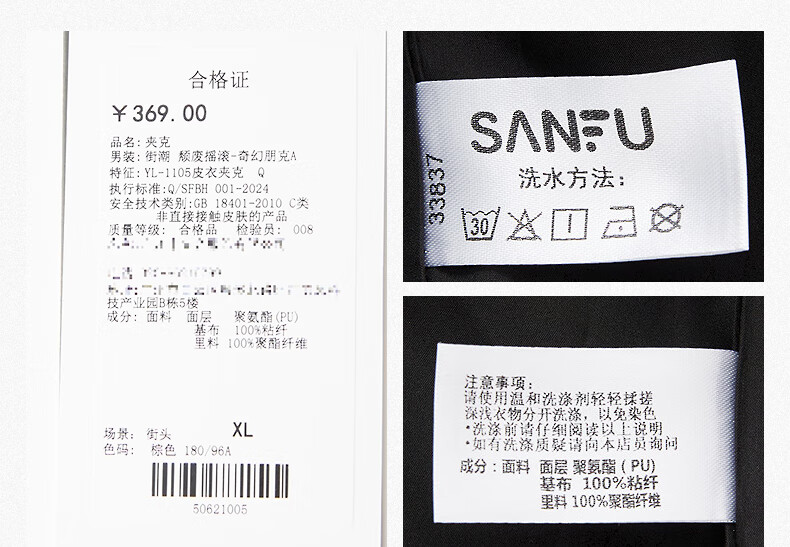 合格证
￥369.00
品名:夹克
男装:街潮 颓废摇滚-奇幻朋克A
特征:YL-1105皮衣夹克 Q
执行标准:Q/SFBH 001-2024
安全技术类别:GB 18401-2010 C类
非直接接触皮肤的产品
质量等级: 合格品 检验员: 008
技产业园B栋5楼
成分: 面料 面层 聚氨酯(PU)
基布 100%粘纤
里料 100%聚酯纤维
XL
场景: 街头
色码: 棕色 180/96A
50621005
SANFU
洗水方法:
33837
30
注意事项:
请使用温和洗涤剂轻轻揉搓
深浅衣物分开洗涤，以免染色
*洗涤前请仔细阅读以上说明
*如有洗涤质疑请向本店员询问
成分: 面料 面层 聚氨酯(PU)
基布 100%粘纤
里料 100%聚酯纤维